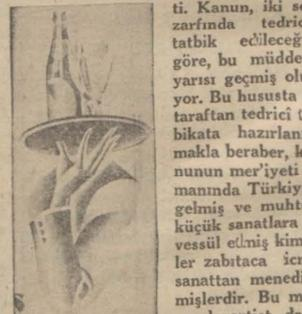 ti. Kanun, iki se
zarfında tedric
tatbik edileceğ
göre, bu müdde
yarısı geçmiş ol
yor. Bu hususta
taraftan tedricî t
bikata hazırlan
makla beraber, k
nunun mer'iyeti
manında Türkiy
gelmiş ve muht
küçük sanatlara
vessül etmiş kim
ler zabıtaca icr
sanattan menedi
mişlerdir. Bu m